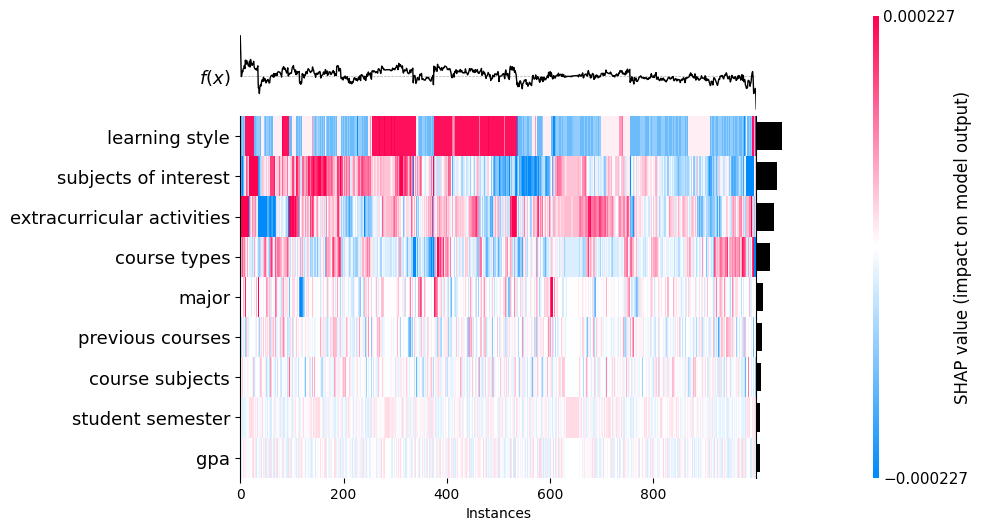 0.000227
f(x)
learning style
subjects of interest
extracurricular activities
course types
major
previous courses
course subjects
student semester
gpa
0
200
400
600
800
Instances
−0.000227
SHAP value (impact on model output)